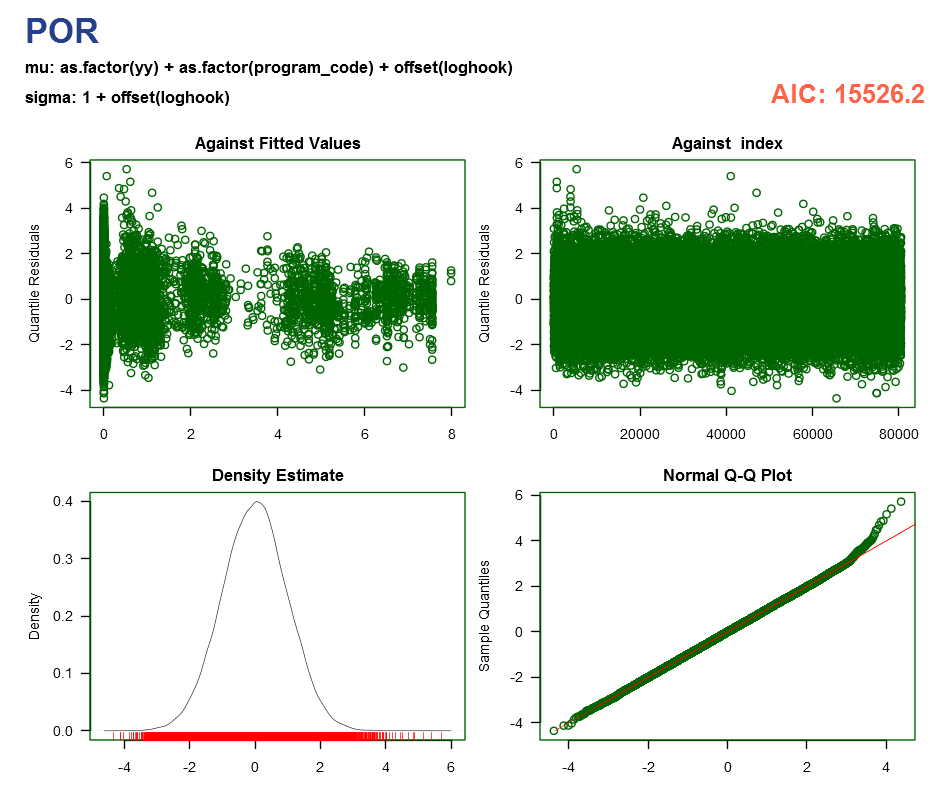 POR
mu: as.factor(yy) + as.factor(program_code) + offset(loghook)
sigma: 1 + offset(loghook)
AIC: 15526.2
Against Fitted Values
Quantile Residuals
6
4
2
0
-2
-4
0 2 4 6 8
Against  index
Quantile Residuals
6
4
2
0
-2
-4
0 20000 40000 60000 80000
Density Estimate
Density
0.4
0.3
0.2
0.1
0.0
-4 -2 0 2 4 6
Normal Q-Q Plot
Sample Quantiles
6
4
2
0
-2
-4
-4 -2 0 2 4